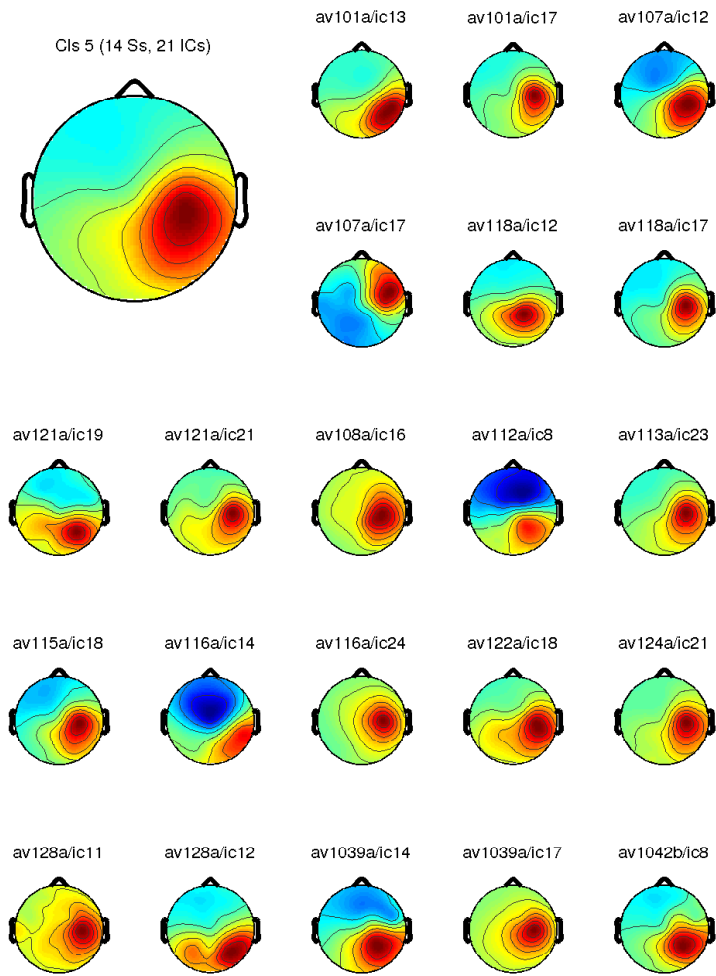 av101a/ic13 av101a/ic17 av107a/ic12
Cls 5 (14 Ss, 21 ICs)
av107a/ic17 av118a/ic12 av118a/ic17
av121a/ic19 av121a/ic21 av108a/ic16 av112a/ic8 av113a/ic23
av115a/ic18 av116a/ic14 av116a/ic24 av122a/ic18 av124a/ic21
av128a/ic11 av128a/ic12 av1039a/ic14 av1039a/ic17 av1042b/ic8